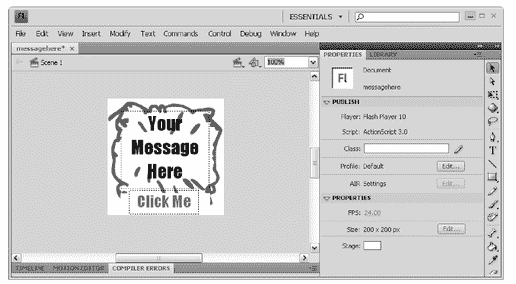 Fl
ESSENTIALS
File Edit View Insert Modify Text Commands Control Debug Window Help
messagehere*
Scene 1
100%
Your
Message
Here
Click Me
TIMELINE MOTION EDITOR COMPILER ERRORS
PROPERTIES LIBRARY
Fl
Document
messagehere
PUBLISH
Player: Flash Player 10
Script: ActionScript 3.0
Class:
Profile: Default Edit...
AIR Settings Edit...
PROPERTIES
FPS: 24.00
Size: 200 x 200 px Edit...
Stage:
T